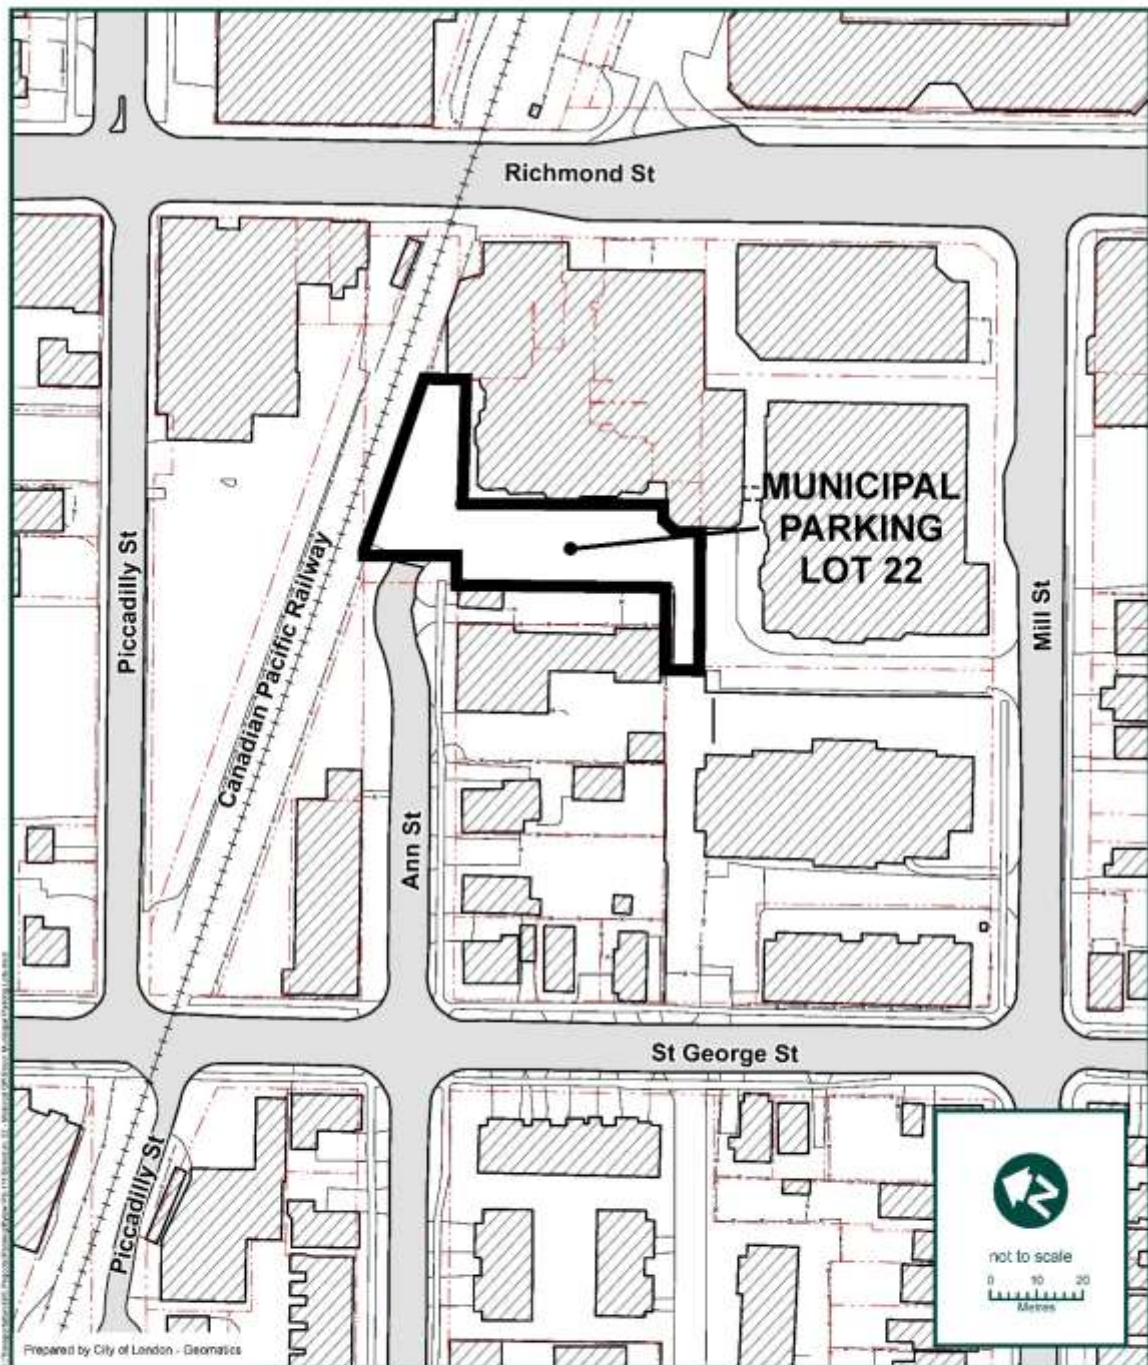 Richmond St
MUNICIPAL
PARKING
LOT 22
Piccadilly St
Canadian Pacific Railway
Mill St
Ann St
St George St
Piccadilly St
N
not to scale
0 10 20
Metres
Prepared by City of London - Geomatics